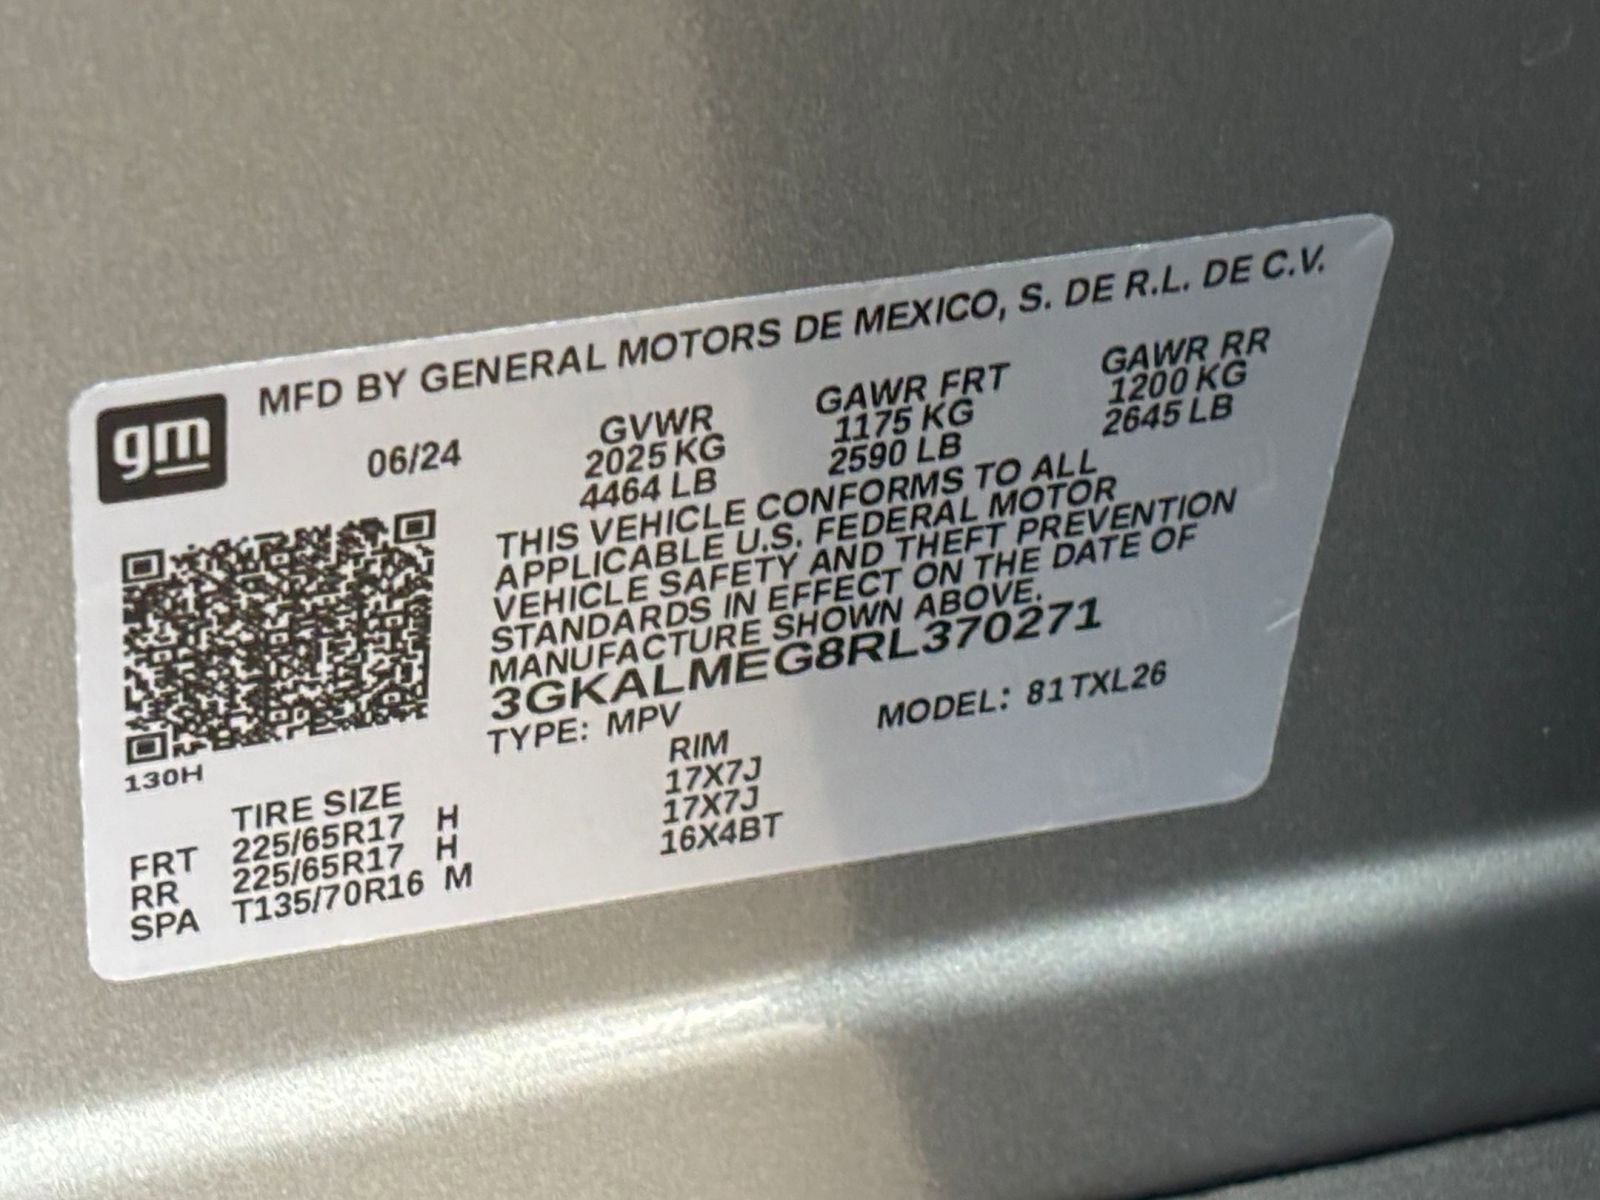 gm
MFD BY GENERAL MOTORS DE MEXICO, S. DE R.L. DE C.V.
06/24 GVWR GAWR FRT GAWR RR
2025 KG 1175 KG 1200 KG
4464 LB 2590 LB 2645 LB
THIS VEHICLE CONFORMS TO ALL
APPLICABLE U.S. FEDERAL MOTOR
VEHICLE SAFETY AND THEFT PREVENTION
STANDARDS IN EFFECT ON THE DATE OF
MANUFACTURE SHOWN ABOVE.
3GKALMEG8RL370271
TYPE: MPV MODEL: 81TXL26
130H
TIRE SIZE RIM
FRT 225/65R17 H 17X7J
RR 225/65R17 H 17X7J
SPA T135/70R16 M 16X4BT